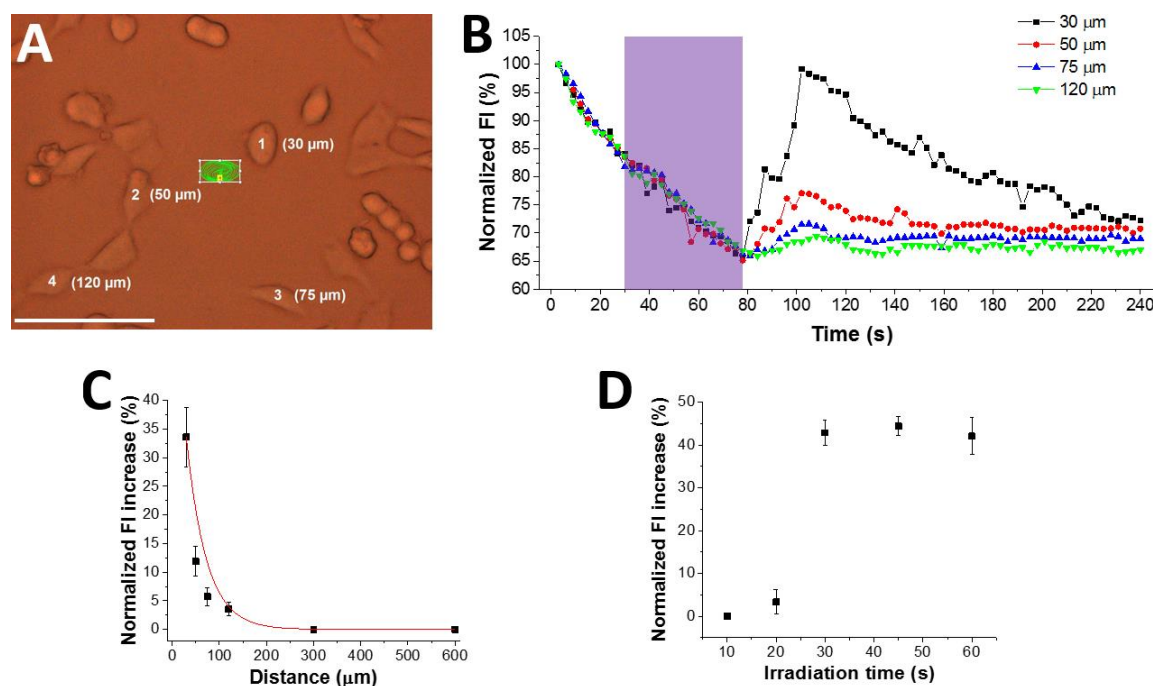 A
1 (30 µm)
2 (50 µm)
4 (120 µm)
3 (75 µm)
B
Normalized FI (%)
105
100
95
90
85
80
75
70
65
60
0 20 40 60 80 100 120 140 160 180 200 220 240
Time (s)
30 µm
50 µm
75 µm
120 µm
C
Normalized FI increase (%)
40
35
30
25
20
15
10
5
0
0 100 200 300 400 500 600
Distance (µm)
D
Normalized FI increase (%)
50
40
30
20
10
0
10 20 30 40 50 60
Irradiation time (s)